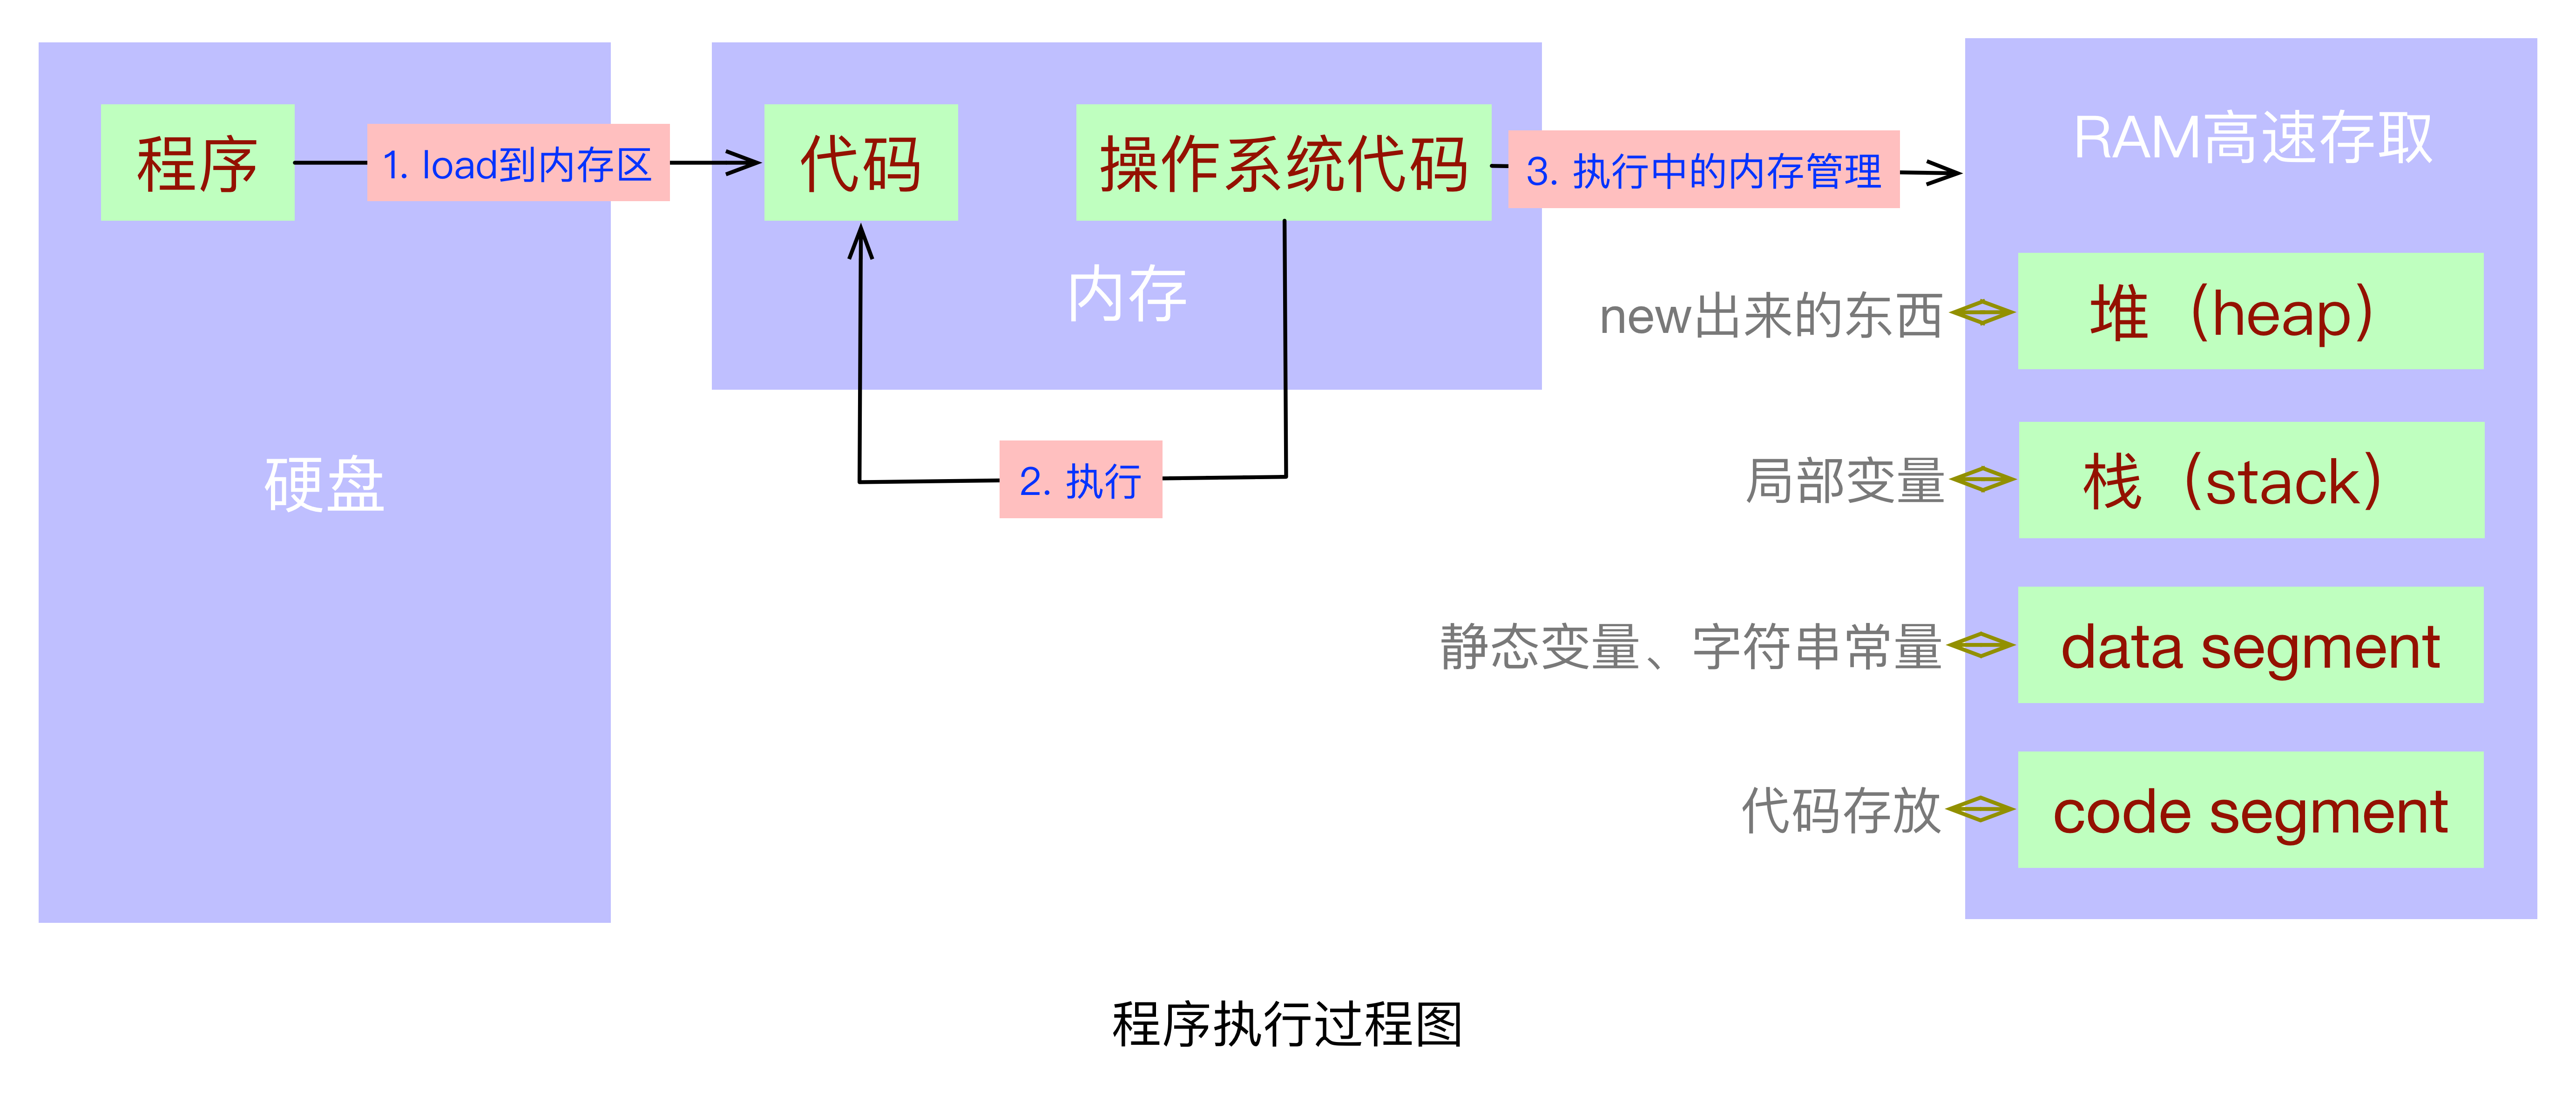 程序
1. load到内存区
代码
操作系统代码
3. 执行中的内存管理
RAM高速存取
内存
new出来的东西
堆（heap）
硬盘
2. 执行
局部变量
栈（stack）
静态变量、字符串常量
data segment
代码存放
code segment
程序执行过程图